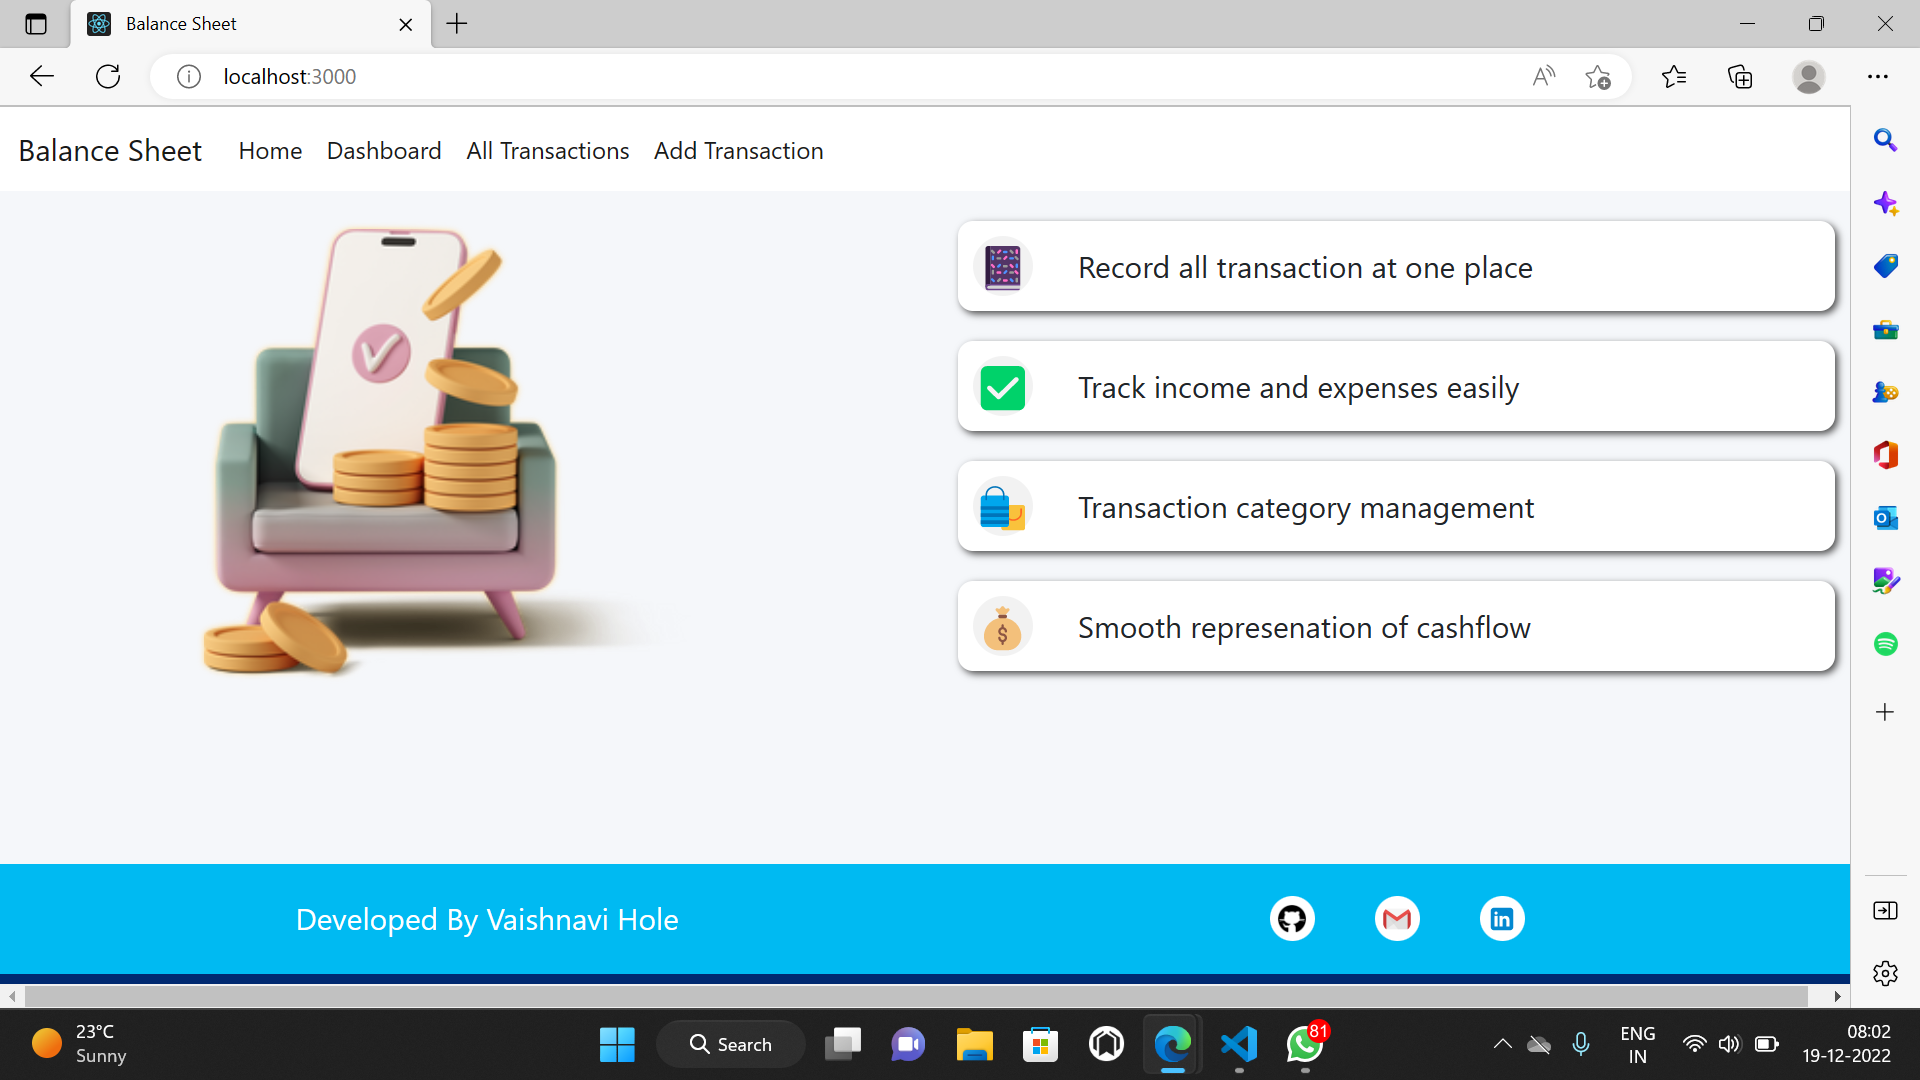 Balance Sheet
localhost:3000
Balance Sheet Home Dashboard All Transactions Add Transaction
Record all transaction at one place
Track income and expenses easily
Transaction category management
$
Smooth represenation of cashflow
Developed By Vaishnavi Hole
in
23°C
Sunny
Search
81
ENG
IN
08:02
19-12-2022